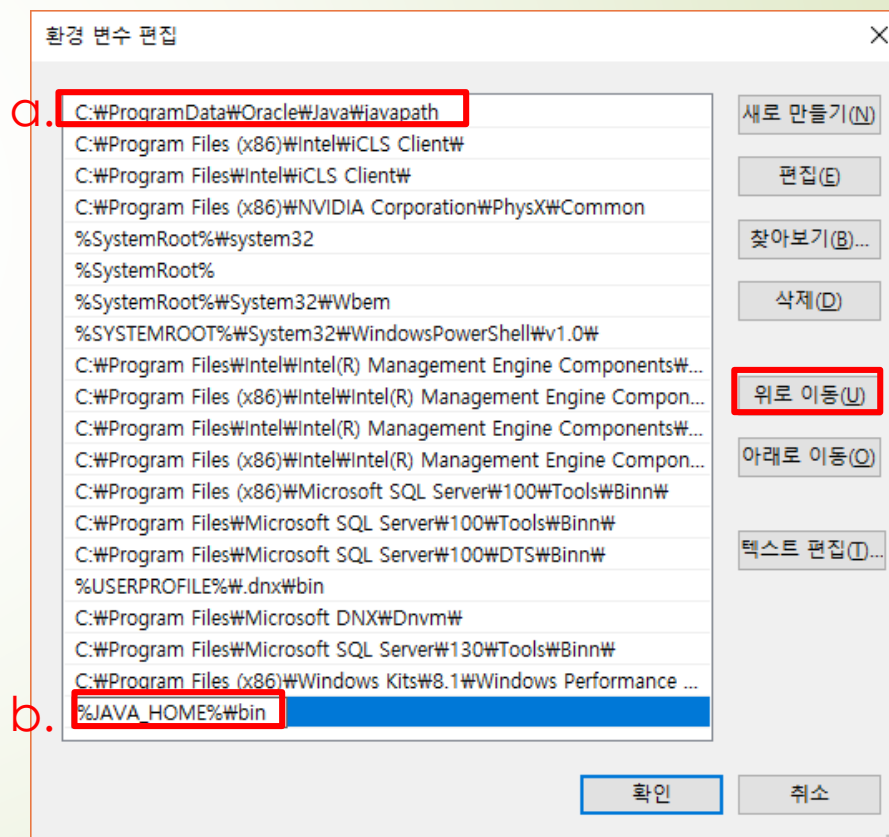 환경 변수 편집
a.
C:₩ProgramData₩Oracle₩Java₩javapath
C:₩Program Files (x86)₩Intel₩iCLS Client₩
C:₩Program Files₩Intel₩iCLS Client₩
C:₩Program Files (x86)₩NVIDIA Corporation₩PhysX₩Common
%SystemRoot%₩system32
%SystemRoot%
%SystemRoot%₩System32₩Wbem
%SYSTEMROOT%₩System32₩WindowsPowerShell₩v1.0₩
C:₩Program Files₩Intel₩Intel(R) Management Engine Components₩...
C:₩Program Files (x86)₩Intel₩Intel(R) Management Engine Compon...
C:₩Program Files₩Intel₩Intel(R) Management Engine Components₩...
C:₩Program Files (x86)₩Intel₩Intel(R) Management Engine Compon...
C:₩Program Files (x86)₩Microsoft SQL Server₩100₩Tools₩Binn₩
C:₩Program Files₩Microsoft SQL Server₩100₩Tools₩Binn₩
C:₩Program Files₩Microsoft SQL Server₩100₩DTS₩Binn₩
%USERPROFILE%₩.dnx₩bin
C:₩Program Files₩Microsoft DNX₩Dnvm₩
C:₩Program Files₩Microsoft SQL Server₩130₩Tools₩Binn₩
C:₩Program Files (x86)₩Windows Kits₩8.1₩Windows Performance ...
b.
%JAVA_HOME%₩bin
새로 만들기(N)
편집(E)
찾아보기(B)...
삭제(D)
위로 이동(U)
아래로 이동(O)
텍스트 편집(T)...
확인
취소